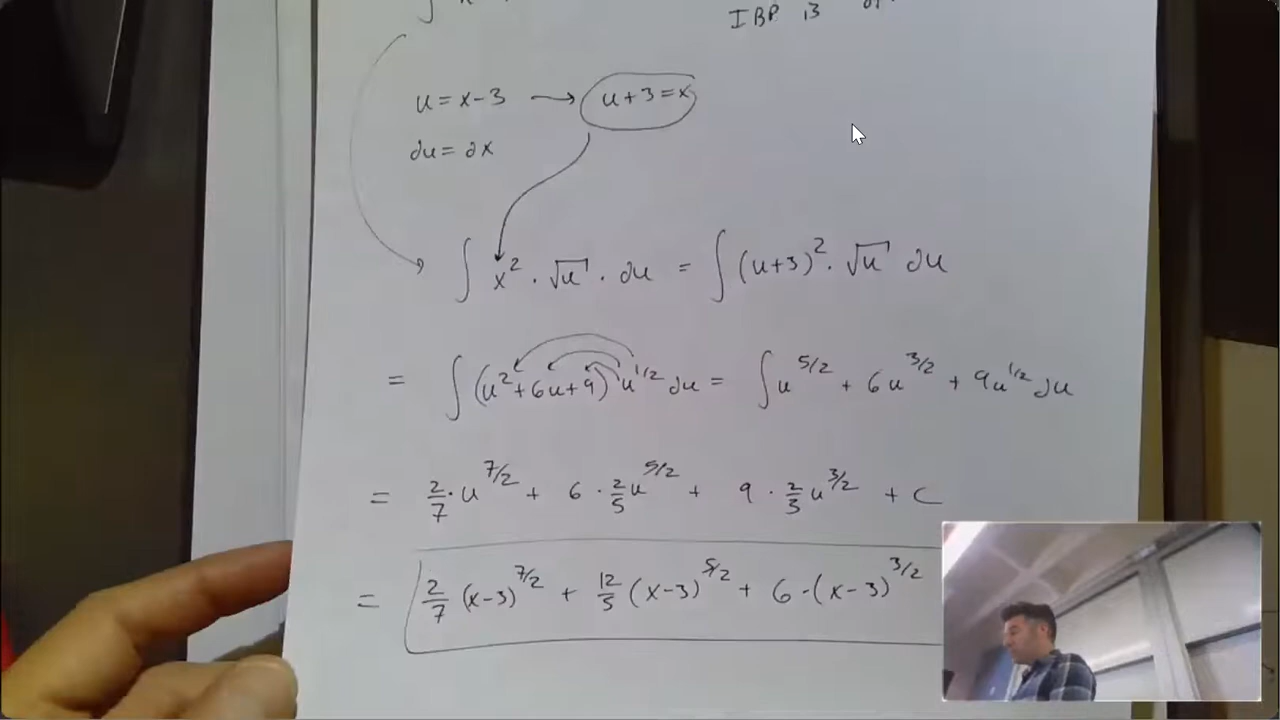 IBP 13
u = x-3 → u+3=x
du = dx
∫ x² · √u · du = ∫ (u+3)² · √u du
= ∫ (u²+6u+9) u^1/2 du = ∫ u^5/2 + 6u^3/2 + 9u^1/2 du
= 2/7 · u^7/2 + 6 · 2/5 u^5/2 + 9 · 2/3 u^3/2 + C
= 2/7 (x-3)^7/2 + 12/5 (x-3)^5/2 + 6 · (x-3)^3/2